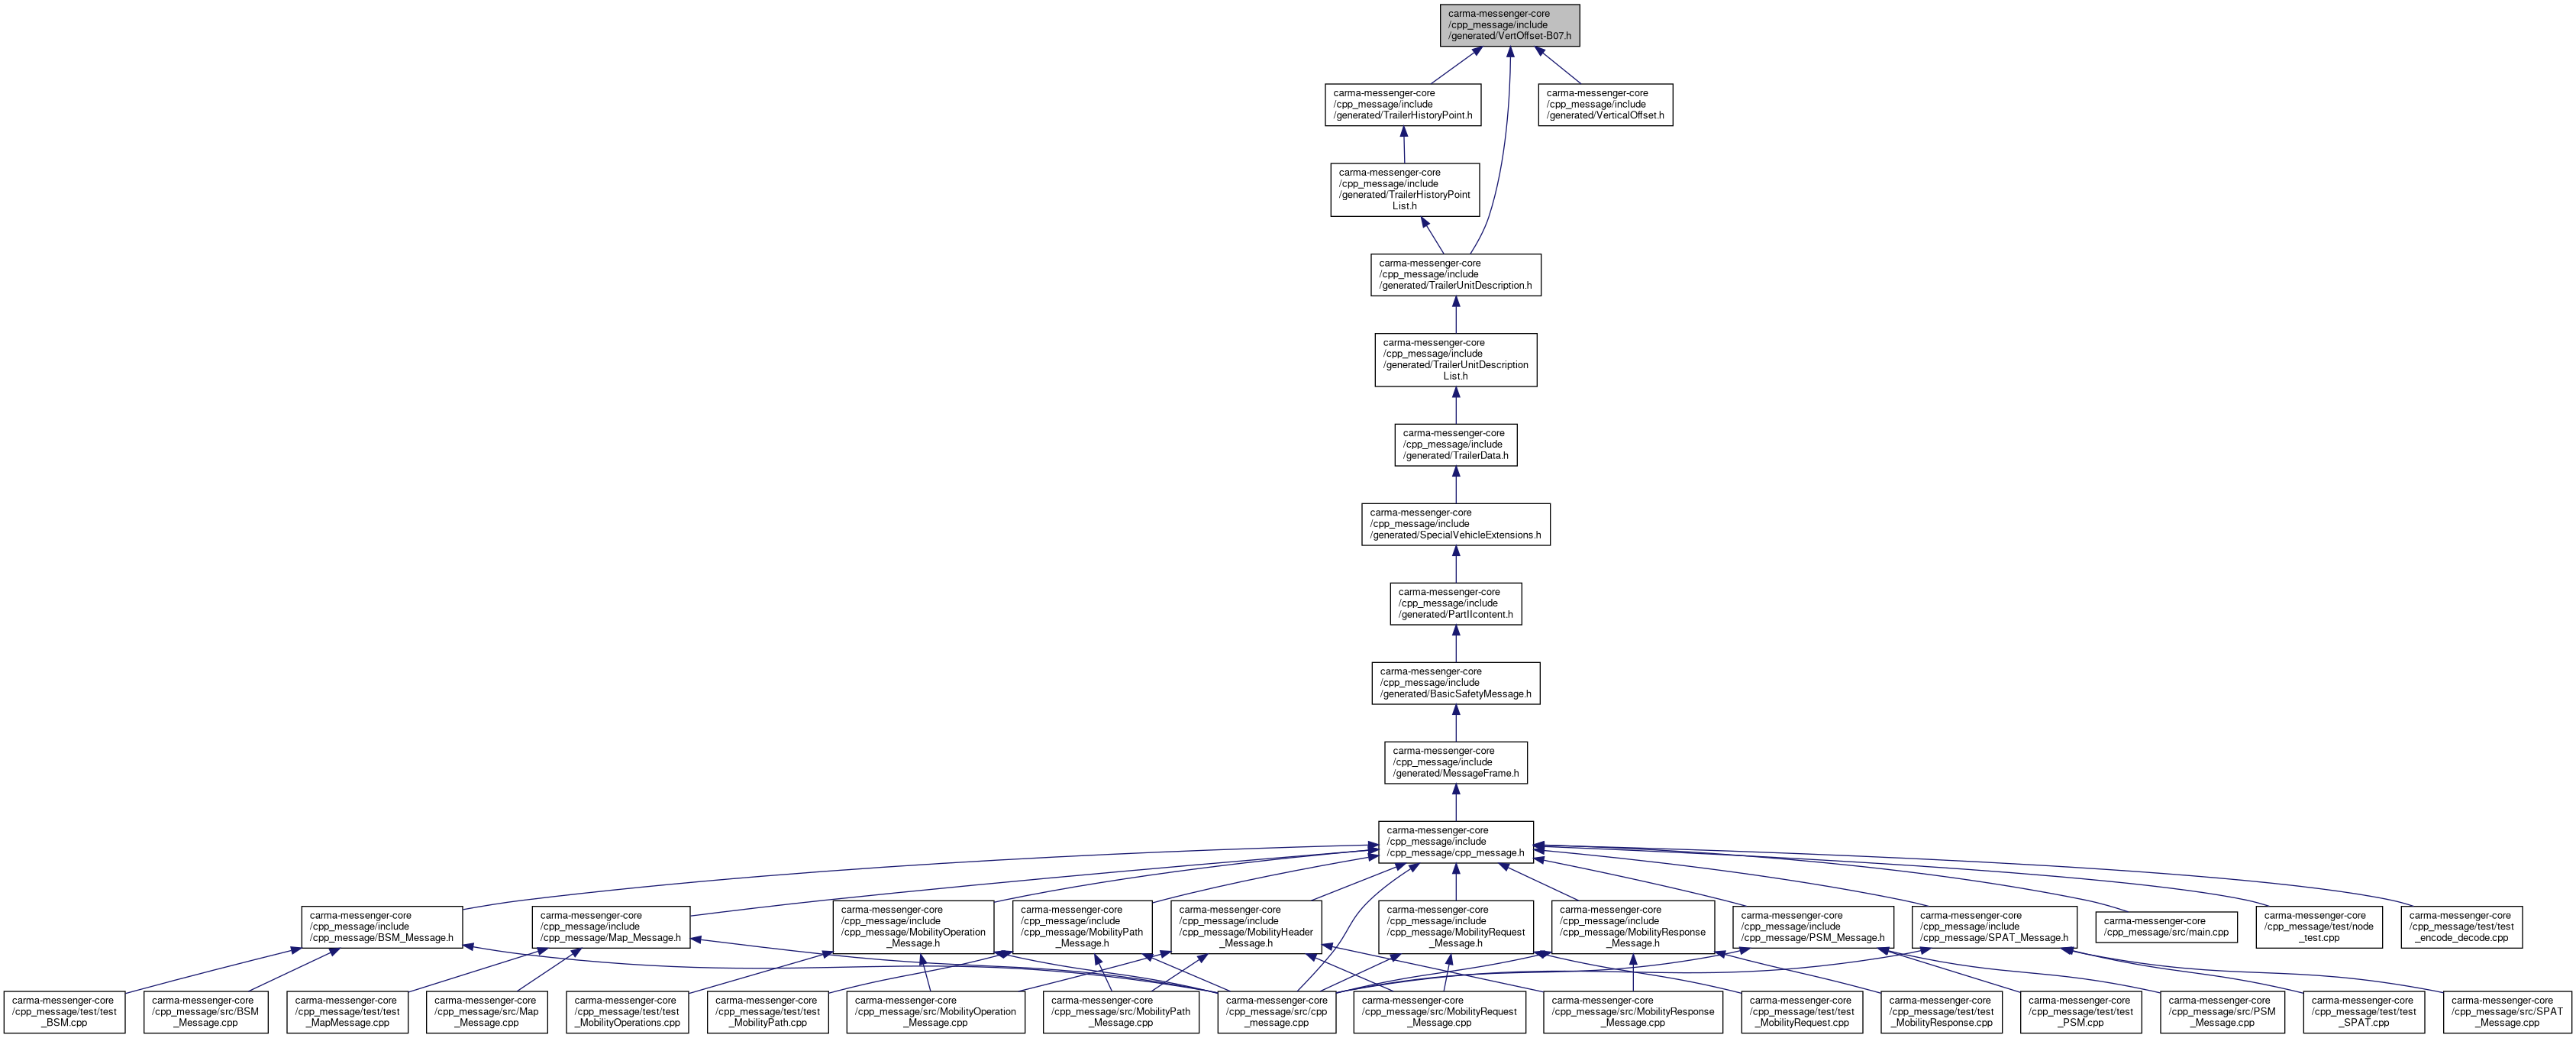 carma-messenger-core
/cpp_message/include
/generated/VertOffset-B07.h
carma-messenger-core
/cpp_message/include
/generated/TrailerHistoryPoint.h
carma-messenger-core
/cpp_message/include
/generated/VerticalOffset.h
carma-messenger-core
/cpp_message/include
/generated/TrailerHistoryPoint
List.h
carma-messenger-core
/cpp_message/include
/generated/TrailerUnitDescription.h
carma-messenger-core
/cpp_message/include
/generated/TrailerUnitDescription
List.h
carma-messenger-core
/cpp_message/include
/generated/TrailerData.h
carma-messenger-core
/cpp_message/include
/generated/SpecialVehicleExtensions.h
carma-messenger-core
/cpp_message/include
/generated/PartIIcontent.h
carma-messenger-core
/cpp_message/include
/generated/BasicSafetyMessage.h
carma-messenger-core
/cpp_message/include
/generated/MessageFrame.h
carma-messenger-core
/cpp_message/include
/cpp_message/cpp_message.h
carma-messenger-core
/cpp_message/include
/cpp_message/BSM_Message.h
carma-messenger-core
/cpp_message/include
/cpp_message/Map_Message.h
carma-messenger-core
/cpp_message/include
/cpp_message/MobilityOperation
_Message.h
carma-messenger-core
/cpp_message/include
/cpp_message/MobilityPath
_Message.h
carma-messenger-core
/cpp_message/include
/cpp_message/MobilityHeader
_Message.h
carma-messenger-core
/cpp_message/include
/cpp_message/MobilityRequest
_Message.h
carma-messenger-core
/cpp_message/include
/cpp_message/MobilityResponse
_Message.h
carma-messenger-core
/cpp_message/include
/cpp_message/PSM_Message.h
carma-messenger-core
/cpp_message/include
/cpp_message/SPAT_Message.h
carma-messenger-core
/cpp_message/src/main.cpp
carma-messenger-core
/cpp_message/test/node
_test.cpp
carma-messenger-core
/cpp_message/test/test
_encode_decode.cpp
carma-messenger-core
/cpp_message/test/test
_BSM.cpp
carma-messenger-core
/cpp_message/src/BSM
_Message.cpp
carma-messenger-core
/cpp_message/test/test
_MapMessage.cpp
carma-messenger-core
/cpp_message/src/Map
_Message.cpp
carma-messenger-core
/cpp_message/test/test
_MobilityOperations.cpp
carma-messenger-core
/cpp_message/test/test
_MobilityPath.cpp
carma-messenger-core
/cpp_message/src/MobilityOperation
_Message.cpp
carma-messenger-core
/cpp_message/src/MobilityPath
_Message.cpp
carma-messenger-core
/cpp_message/src/cpp
_message.cpp
carma-messenger-core
/cpp_message/src/MobilityRequest
_Message.cpp
carma-messenger-core
/cpp_message/src/MobilityResponse
_Message.cpp
carma-messenger-core
/cpp_message/test/test
_MobilityRequest.cpp
carma-messenger-core
/cpp_message/test/test
_MobilityResponse.cpp
carma-messenger-core
/cpp_message/test/test
_PSM.cpp
carma-messenger-core
/cpp_message/src/PSM
_Message.cpp
carma-messenger-core
/cpp_message/test/test
_SPAT.cpp
carma-messenger-core
/cpp_message/src/SPAT
_Message.cpp